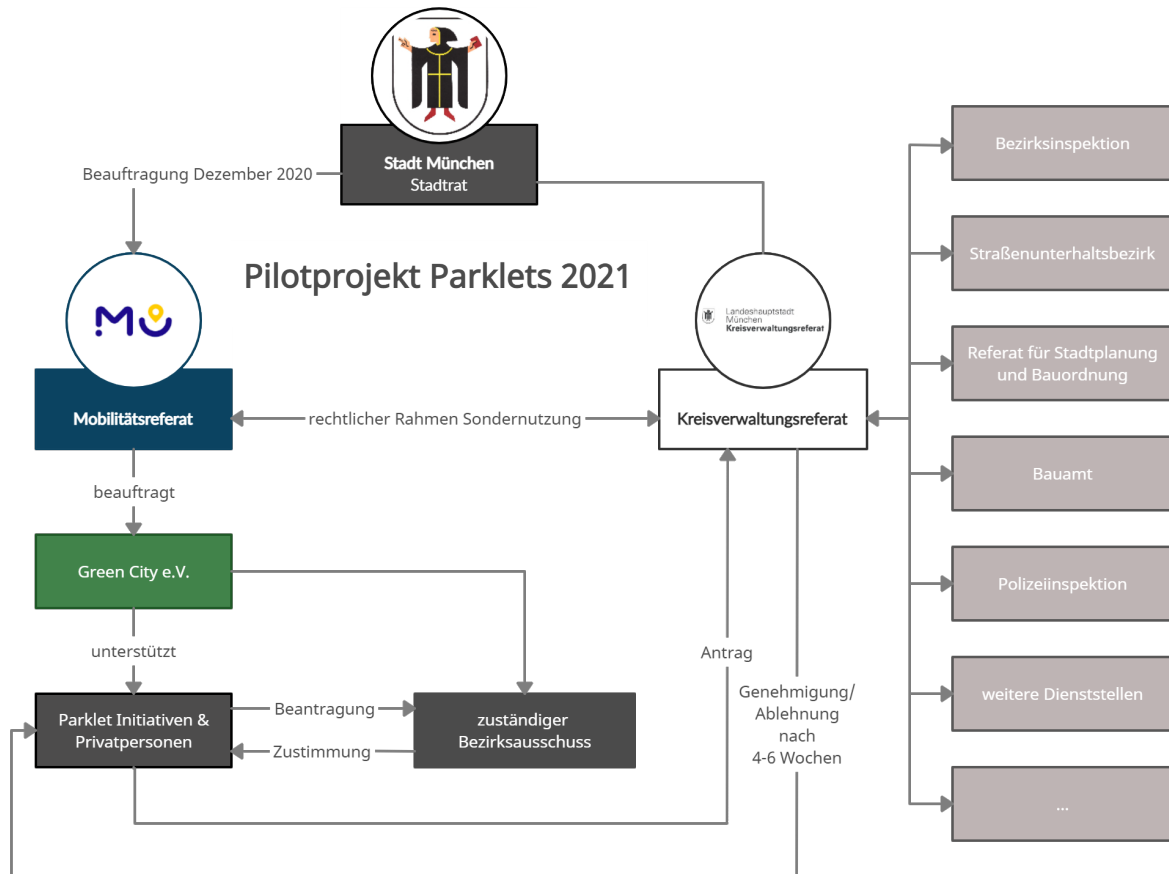 Stadt München
Stadtrat
Beauftragung Dezember 2020
Pilotprojekt Parklets 2021
MU
Landeshauptstadt
München
Kreisverwaltungsreferat
Mobilitätsreferat
rechtlicher Rahmen Sondernutzung
Kreisverwaltungsreferat
beauftragt
Green City e.V.
unterstützt
Parklet Initiativen &
Privatpersonen
Beantragung
Zustimmung
zuständiger
Bezirksausschuss
Antrag
Genehmigung/
Ablehnung
nach
4-6 Wochen
Bezirksinspektion
Straßenunterhaltsbezirk
Referat für Stadtplanung
und Bauordnung
Bauamt
Polizeiinspektion
weitere Dienststellen
...